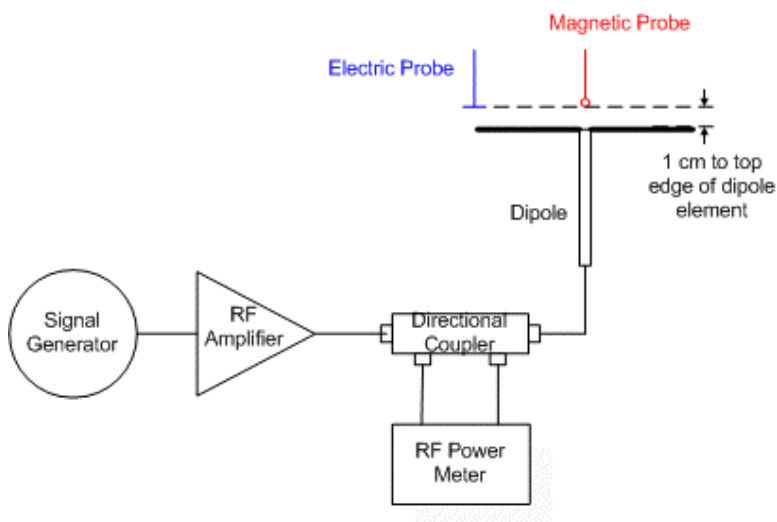 Magnetic Probe
Electric Probe
1 cm to top
edge of dipole
element
Dipole
Signal
Generator
RF
Amplifier
Directional
Coupler
RF Power
Meter